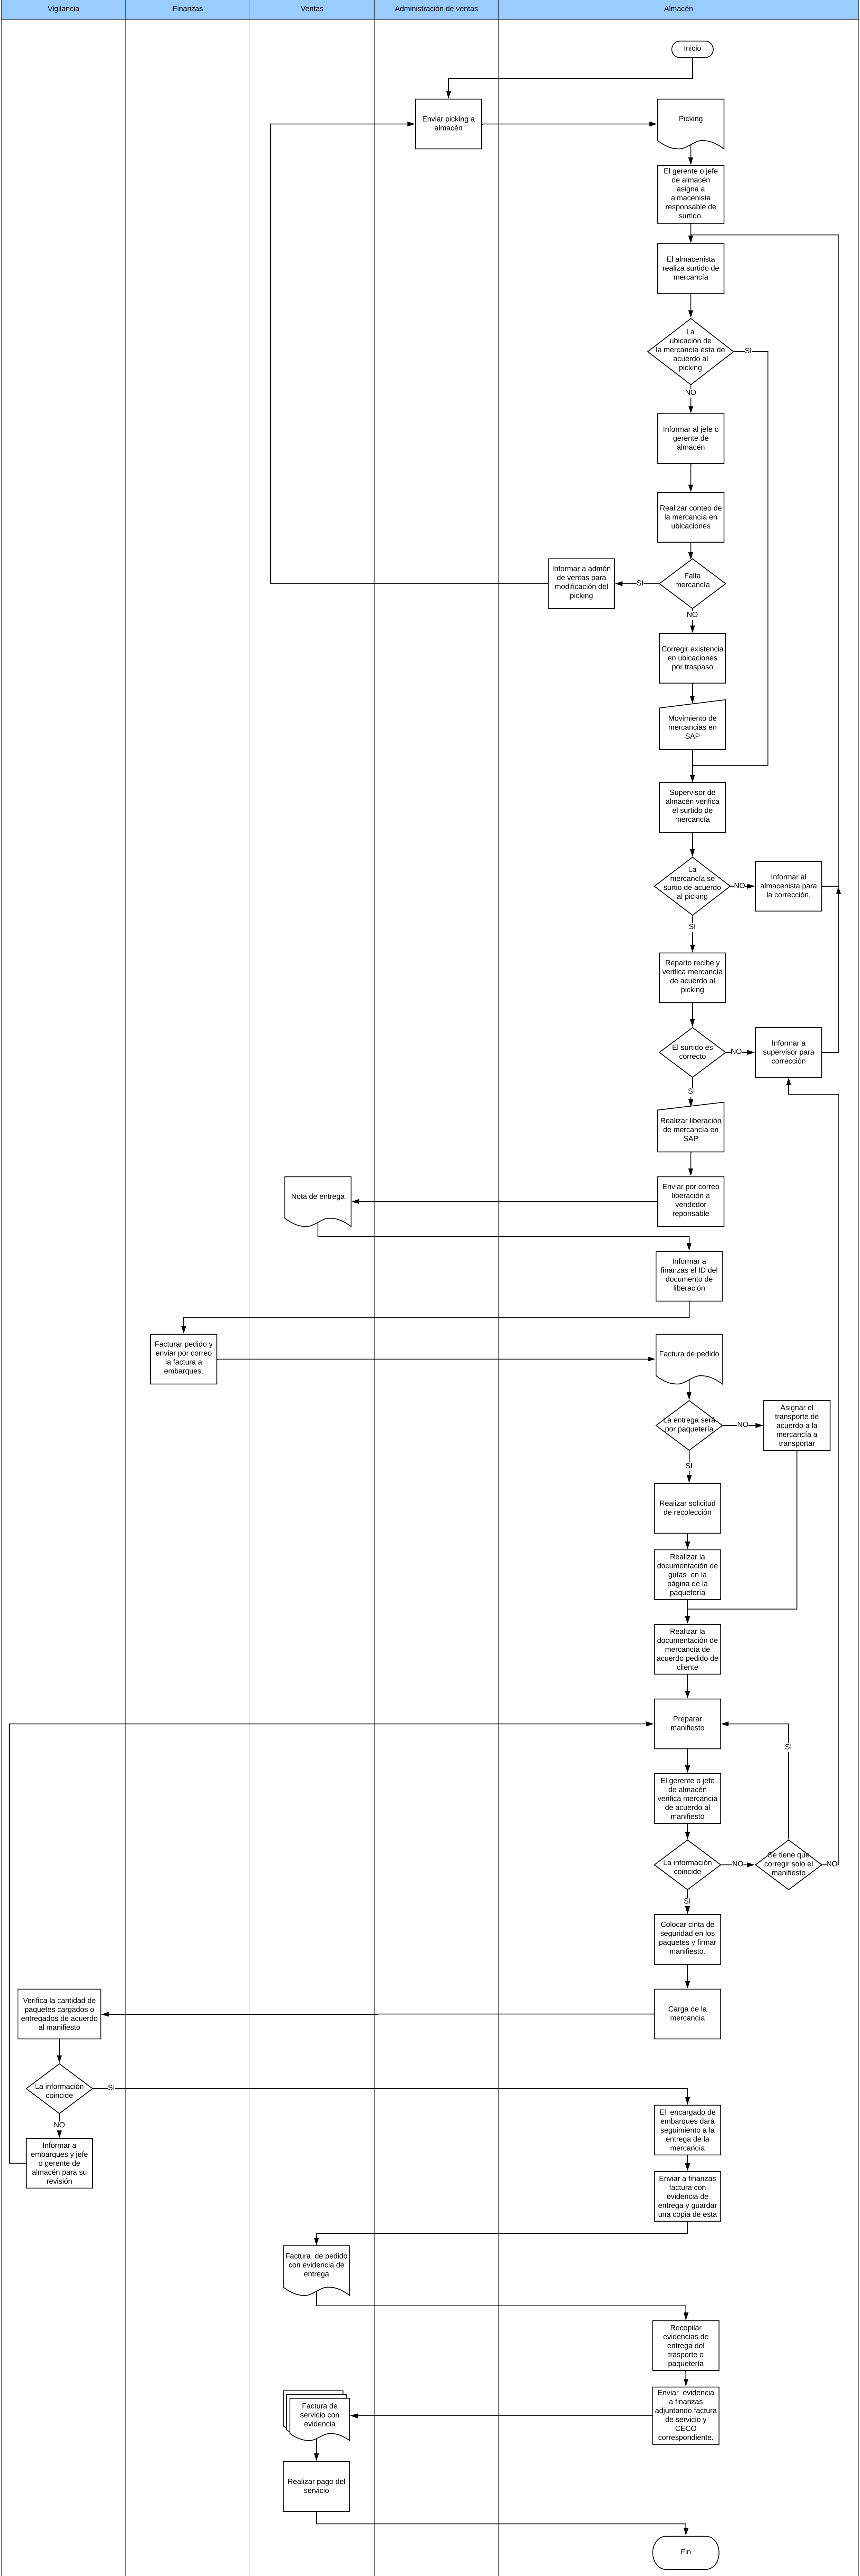 Vigilancia
Finanzas
Ventas
Administración de ventas
Almacén
Inicio
Enviar picking a
almacén
Picking
El gerente o jefe
de almacén
asigna a
almacenista
responsable de
surtido.
El almacenista
realiza surtido de
mercancía
La
ubicación de
la mercancía esta de
acuerdo al
picking
SI
NO
Informar al jefe o
gerente de
almacén
Realizar conteo de
la mercancía en
ubicaciones
Falta
mercancía
SI
Informar a admón
de ventas para
modificación del
picking
NO
Corregir existencia
en ubicaciones
por traspaso
Movimiento de
mercancias en
SAP
Supervisor de
almacén verifica
el surtido de
mercancía
La
mercancía se
surtio de acuerdo
al picking
NO
Informar al
almacenista para
la corrección.
SI
Reparto recibe y
verifica mercancía
de acuerdo al
picking
El surtido es
correcto
NO
Informar a
supervisor para
corrección
SI
Realizar liberación
de mercancía en
SAP
Enviar por correo
liberación a
vendedor
reponsable
Nota de entrega
Informar a
finanzas el ID del
documento de
liberación
Facturar pedido y
enviar por correo
la factura a
embarques.
Factura de pedido
La entrega será
por paquetería
NO
Asignar el
transporte de
acuerdo a la
mercancía a
transportar
SI
Realizar solicitud
de recolección
Realizar la
documentación de
guías en la
página de la
paquetería
Realizar la
documentación de
mercancía de
acuerdo pedido de
cliente
Preparar
manifiesto
SI
El gerente o jefe
de almacén
verifica mercancia
de acuerdo al
manifiesto
La información
coincide
NO
Se tiene que
corregir solo el
manifiesto
NO
SI
Colocar cinta de
seguridad en los
paquetes y firmar
manifiesto.
Carga de la
mercancía
Verifica la cantidad de
paquetes cargados o
entregados de acuerdo
al manifiesto
La información
coincide
SI
NO
Informar a
embarques y jefe
o gerente de
almacén para su
revisión
El encargado de
embarques dará
seguimiento a la
entrega de la
mercancía
Enviar a finanzas
factura con
evidencia de
entrega y guardar
una copia de esta
Factura de pedido
con evidencia de
entrega
Recopilar
evidencias de
entrega del
trasporte o
paquetería
Enviar evidencia
a finanzas
adjuntando factura
de servicio y
CECO
correspondiente.
Factura de
servicio con
evidencia
Realizar pago del
servicio
Fin